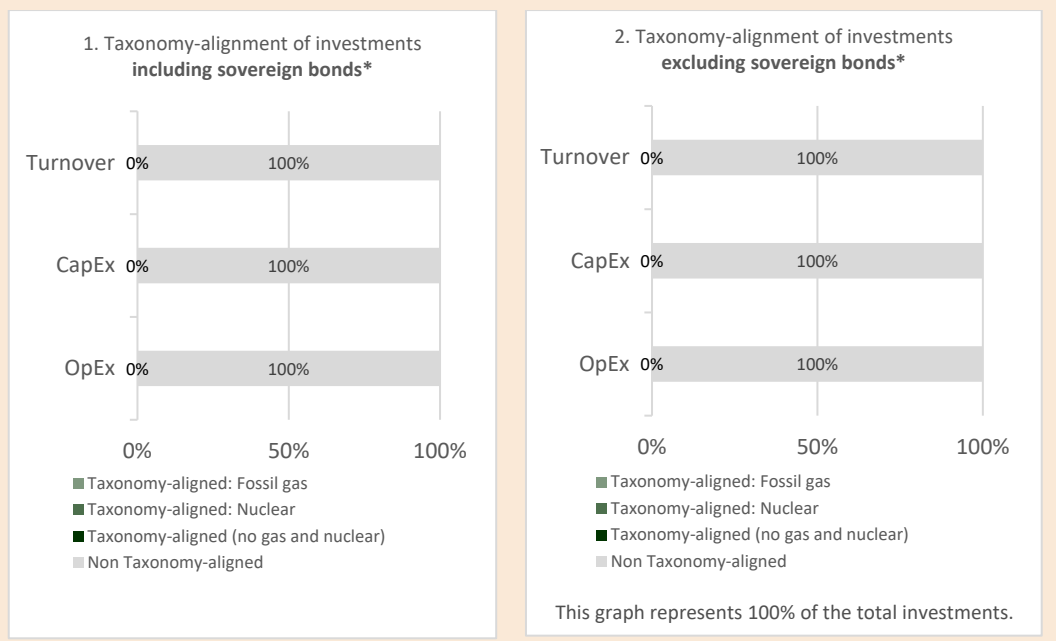 1. Taxonomy-alignment of investments
including sovereign bonds*
Turnover 0% 100%
CapEx 0% 100%
OpEx 0% 100%
0% 50% 100%
Taxonomy-aligned: Fossil gas
Taxonomy-aligned: Nuclear
Taxonomy-aligned (no gas and nuclear)
Non Taxonomy-aligned
2. Taxonomy-alignment of investments
excluding sovereign bonds*
Turnover 0% 100%
CapEx 0% 100%
OpEx 0% 100%
0% 50% 100%
Taxonomy-aligned: Fossil gas
Taxonomy-aligned: Nuclear
Taxonomy-aligned (no gas and nuclear)
Non Taxonomy-aligned
This graph represents 100% of the total investments.